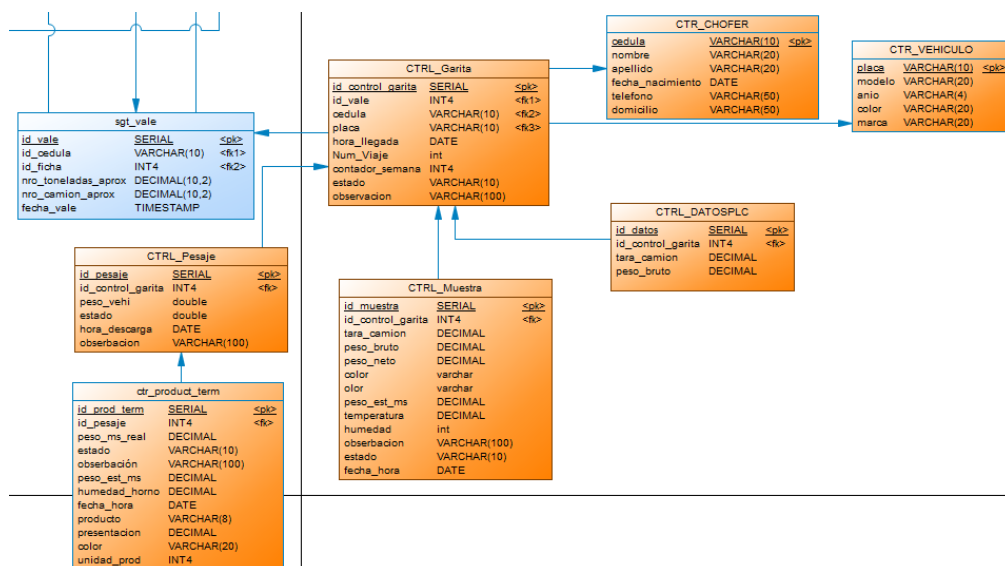 CTR_CHOFER
cedula VARCHAR(10) <pk>
nombre VARCHAR(20)
apellido VARCHAR(20)
fecha_nacimiento DATE
telefono VARCHAR(50)
domicilio VARCHAR(50)
CTR_VEHICULO
placa VARCHAR(10) <pk>
modelo VARCHAR(20)
anio VARCHAR(4)
color VARCHAR(20)
marca VARCHAR(20)
CTRL_Garita
id_control_garita SERIAL <pk>
id_vale INT4 <fk1>
cedula VARCHAR(10) <fk2>
placa VARCHAR(10) <fk3>
hora_llegada DATE
Num_Viaje int
contador_semana INT4
estado VARCHAR(10)
observacion VARCHAR(100)
sgt_vale
id_vale SERIAL <pk>
id_cedula VARCHAR(10) <fk1>
id_ficha INT4 <fk2>
nro_toneladas_aprox DECIMAL(10,2)
nro_camion_aprox DECIMAL(10,2)
fecha_vale TIMESTAMP
CTRL_DATOSPLC
id_datos SERIAL <pk>
id_control_garita INT4 <fk>
tara_camion DECIMAL
peso_bruto DECIMAL
CTRL_Pesaje
id_pesaje SERIAL <pk>
id_control_garita INT4 <fk>
peso_vehi double
estado double
hora_descarga DATE
obserbacion VARCHAR(100)
CTRL_Muestra
id_muestra SERIAL <pk>
id_control_garita INT4 <fk>
tara_camion DECIMAL
peso_bruto DECIMAL
peso_neto DECIMAL
color varchar
olor varchar
peso_est_ms DECIMAL
temperatura DECIMAL
humedad int
obserbacion VARCHAR(100)
estado VARCHAR(10)
fecha_hora DATE
ctr_product_term
id_prod_term SERIAL <pk>
id_pesaje INT4 <fk>
peso_ms_real DECIMAL
estado VARCHAR(10)
obserbación VARCHAR(100)
peso_est_ms DECIMAL
humedad_horno DECIMAL
fecha_hora DATE
producto VARCHAR(8)
presentacion DECIMAL
color VARCHAR(20)
unidad_prod INT4